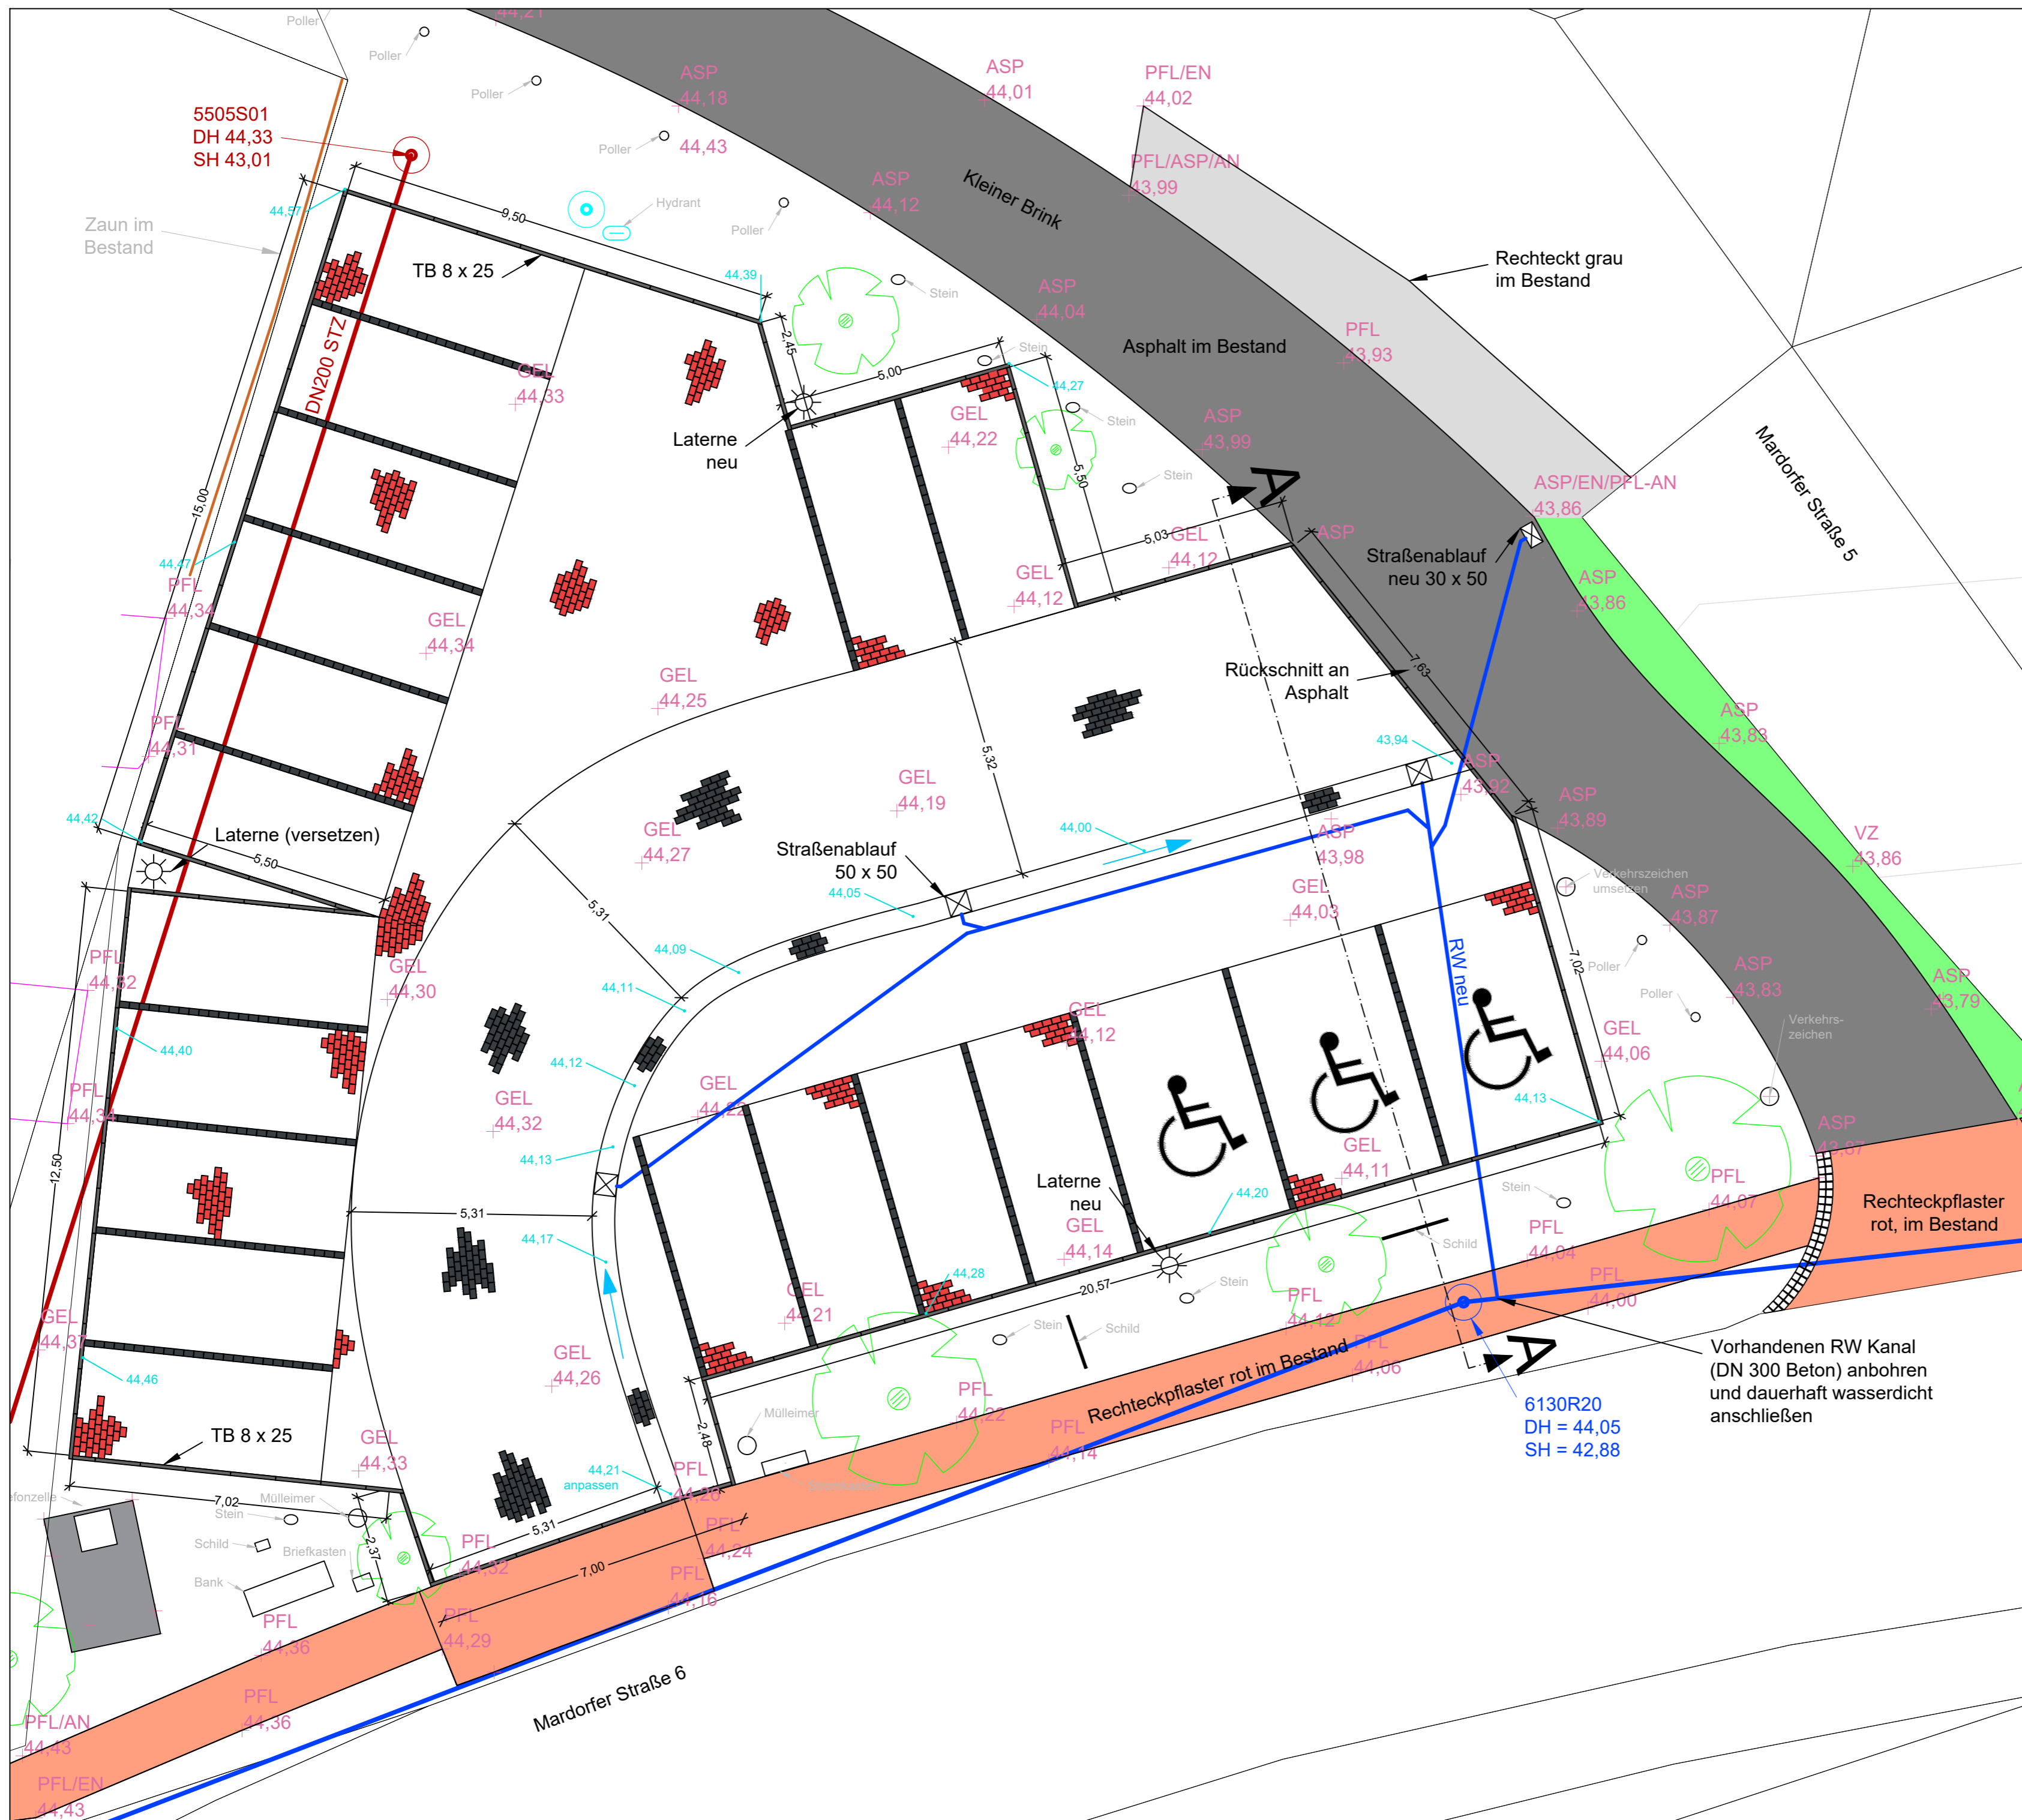 Poller
44,21
Poller
Poller
Poller
Poller
ASP
44,18
44,43
ASP
44,01
PFL/EN
44,02
PFL/ASP/AN
43,99
ASP
44,12
Kleiner Brink
5505S01
DH 44,33
SH 43,01
Zaun im
Bestand
44,57
9,50
Hydrant
TB 8 x 25
44,39
Stein
ASP
44,04
Rechteckt grau
im Bestand
Asphalt im Bestand
PFL
43,93
DN200 STZ
GEL
44,33
2,45
5,00
Stein
44,27
Stein
Laterne
neu
GEL
44,22
5,50
ASP
43,99
Stein
A
ASP/EN/PFL-AN
43,86
Mardorfer Straße 5
15,00
44,47
PFL
44,34
5,03
GEL
44,12
ASP
Straßenablauf
neu 30 x 50
GEL
44,12
ASP
43,86
GEL
44,34
GEL
44,25
Rückschnitt an
Asphalt
7,63
ASP
43,83
PFL
44,31
5,32
43,94
ASP
43,92
GEL
44,19
44,42
Laterne (versetzen)
5,50
GEL
44,27
Straßenablauf
50 x 50
44,00
ASP
43,98
ASP
43,89
VZ
43,86
44,05
Verkehrszeichen
umsetzen
GEL
44,03
ASP
43,87
5,31
44,09
RW neu
7,02
Poller
PFL
44,32
GEL
44,30
44,11
ASP
43,83
ASP
43,79
Poller
Verkehrs-
zeichen
44,40
GEL
44,12
GEL
44,06
44,12
GEL
44,22
PFL
44,34
GEL
44,32
44,13
44,13
ASP
43,87
12,50
GEL
44,11
PFL
44,07
Laterne
neu
44,20
Stein
Rechteckpflaster
rot, im Bestand
5,31
44,17
GEL
44,14
Schild
PFL
44,04
44,28
20,57
Stein
PFL
44,12
PFL
44,00
GEL
44,21
GEL
44,37
Stein
Schild
Rechteckpflaster rot im Bestand
PFL
44,06
A
Vorhandenen RW Kanal
(DN 300 Beton) anbohren
und dauerhaft wasserdicht
anschließen
44,46
GEL
44,26
PFL
44,22
6130R20
DH = 44,05
SH = 42,88
Mülleimer
2,48
TB 8 x 25
GEL
44,33
PFL
44,14
44,21
anpassen
PFL
44,26
7,02
Mülleimer
Stein
5,31
PFL
44,24
Schild
Briefkasten
2,37
PFL
44,32
Bank
7,00
PFL
44,16
PFL
44,36
PFL
44,29
Mardorfer Straße 6
PFL
44,36
PFL/AN
44,43
PFL/EN
44,43